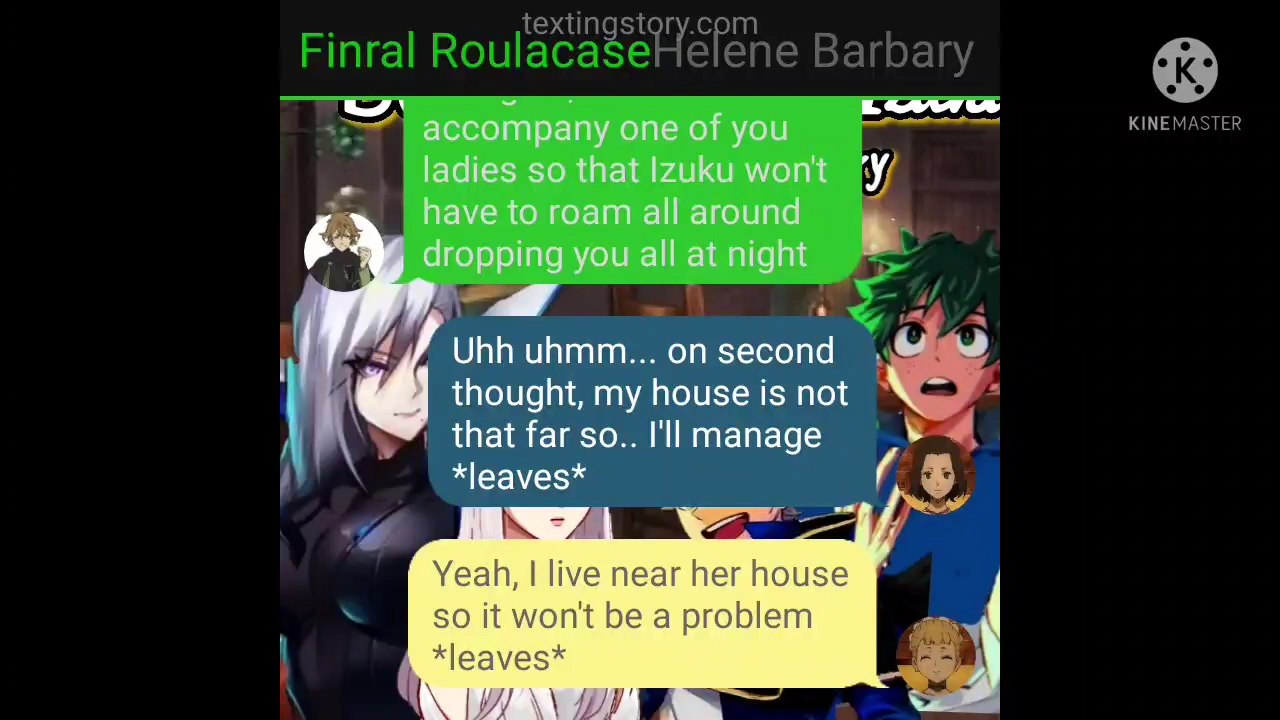 textingstory.com
Finral RoulacaseHelene Barbary
KINEMASTER
accompany one of you
ladies so that Izuku won't
have to roam all around
dropping you all at night
Uhh uhmm... on second
thought, my house is not
that far so.. I'll manage
*leaves*
Yeah, I live near her house
so it won't be a problem
*leaves*